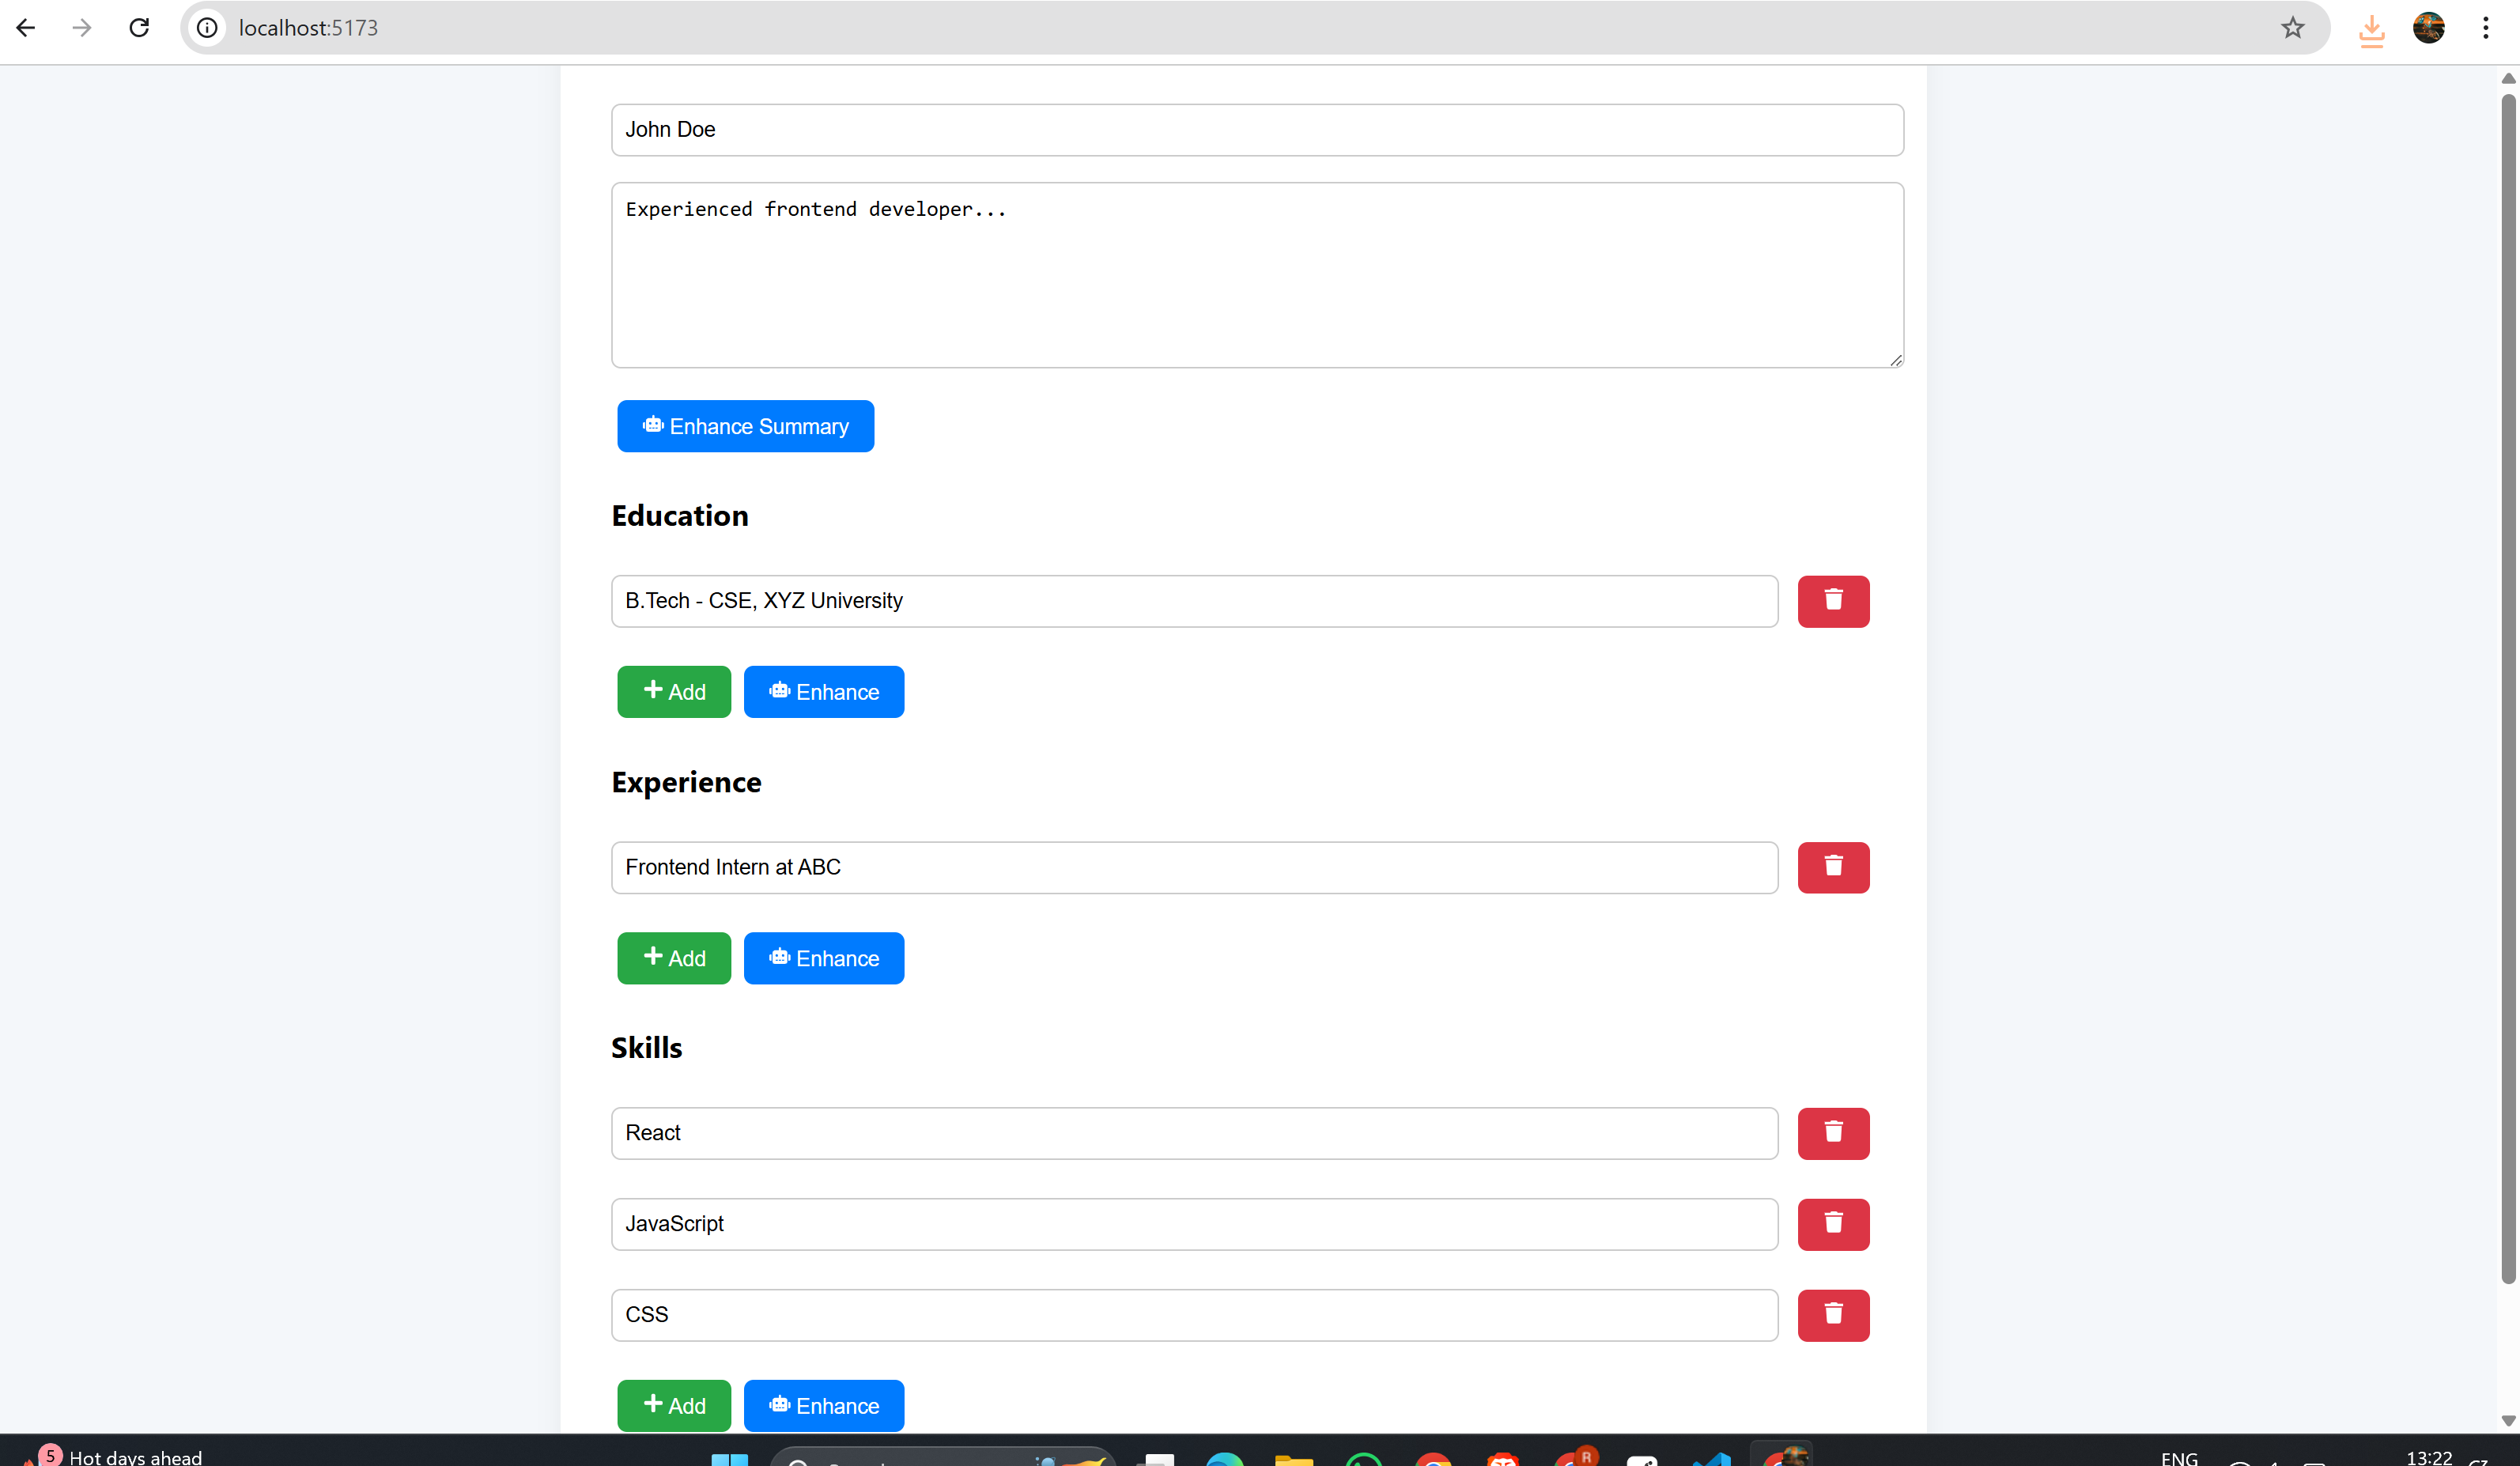 localhost:5173
John Doe
Experienced frontend developer...
Enhance Summary
Education
B.Tech - CSE, XYZ University
Add Enhance
Experience
Frontend Intern at ABC
Add Enhance
Skills
React
JavaScript
CSS
Add Enhance
5 Hot days ahead
R
ENG
13:22